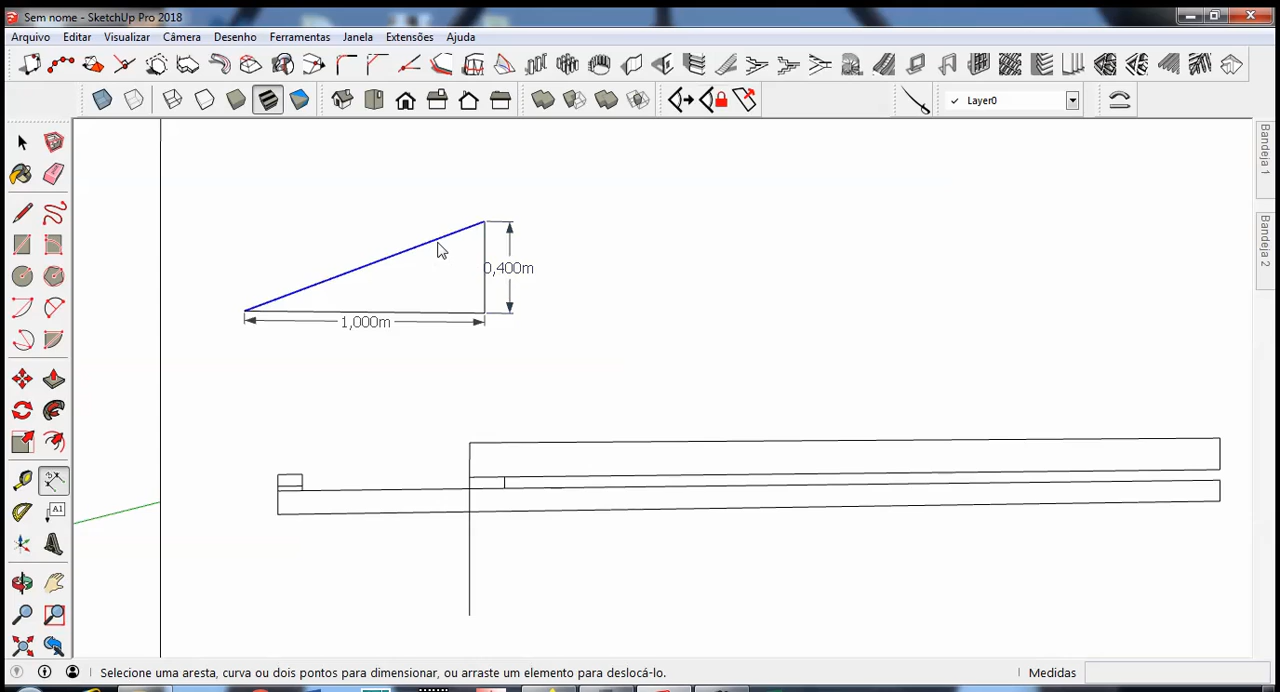 Sem nome - SketchUp Pro 2018
Arquivo Editar Visualizar Câmera Desenho Ferramentas Janela Extensões Ajuda
Layer0
Bandeja 1
Bandeja 2
0,400m
1,000m
A1
Selecione uma aresta, curva ou dois pontos para dimensionar, ou arraste um elemento para deslocá-lo.
Medidas